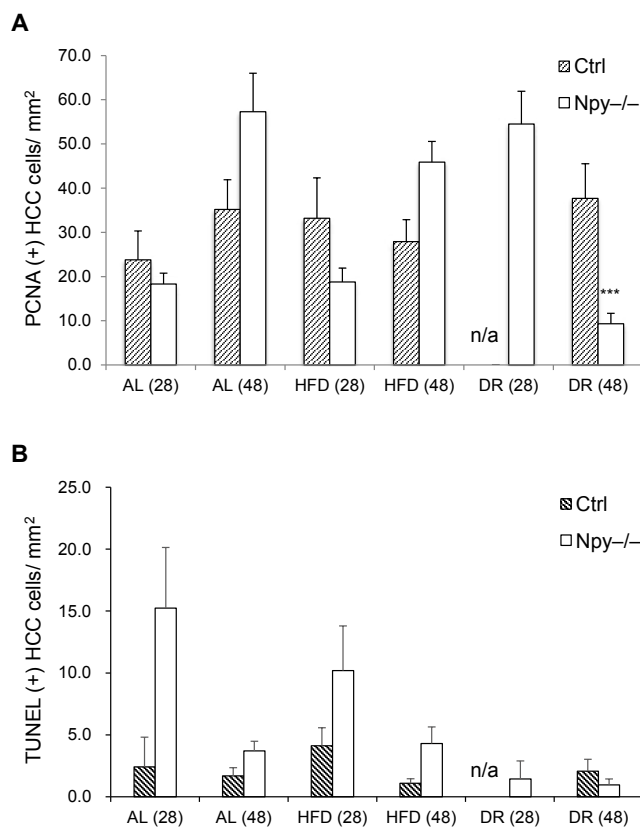 A
PCNA (+) HCC cells/ mm²
70.0
60.0
50.0
40.0
30.0
20.0
10.0
0.0
Ctrl
Npy–/–
n/a
***
AL (28) AL (48) HFD (28) HFD (48) DR (28) DR (48)
B
TUNEL (+) HCC cells/ mm²
25.0
20.0
15.0
10.0
5.0
0.0
Ctrl
Npy–/–
n/a
AL (28) AL (48) HFD (28) HFD (48) DR (28) DR (48)